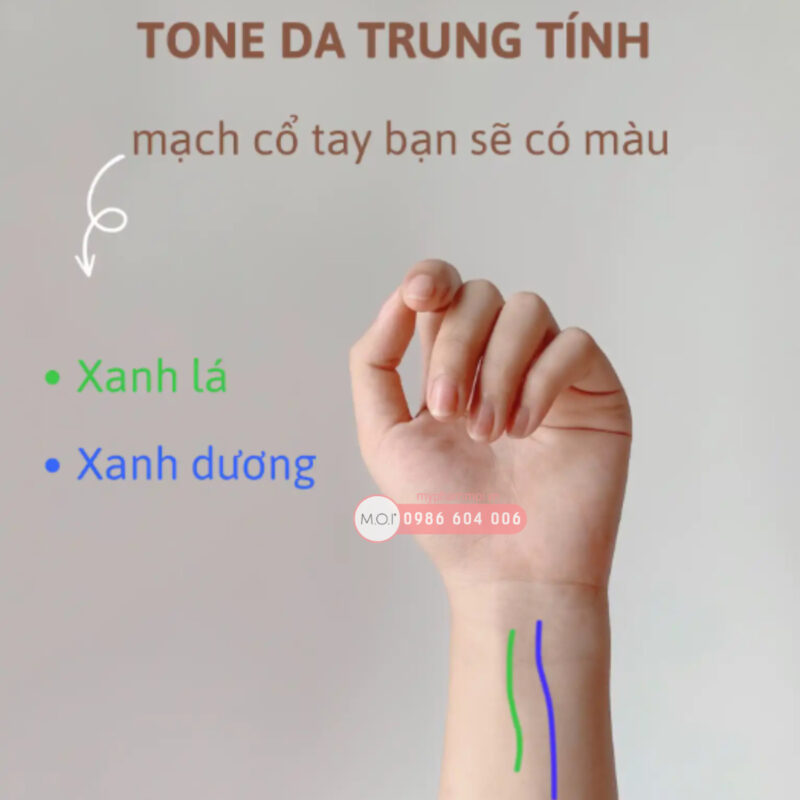 TONE DA TRUNG TÍNH
mạch cổ tay bạn sẽ có màu
• Xanh lá
• Xanh dương
M.O.I
0986 604 006